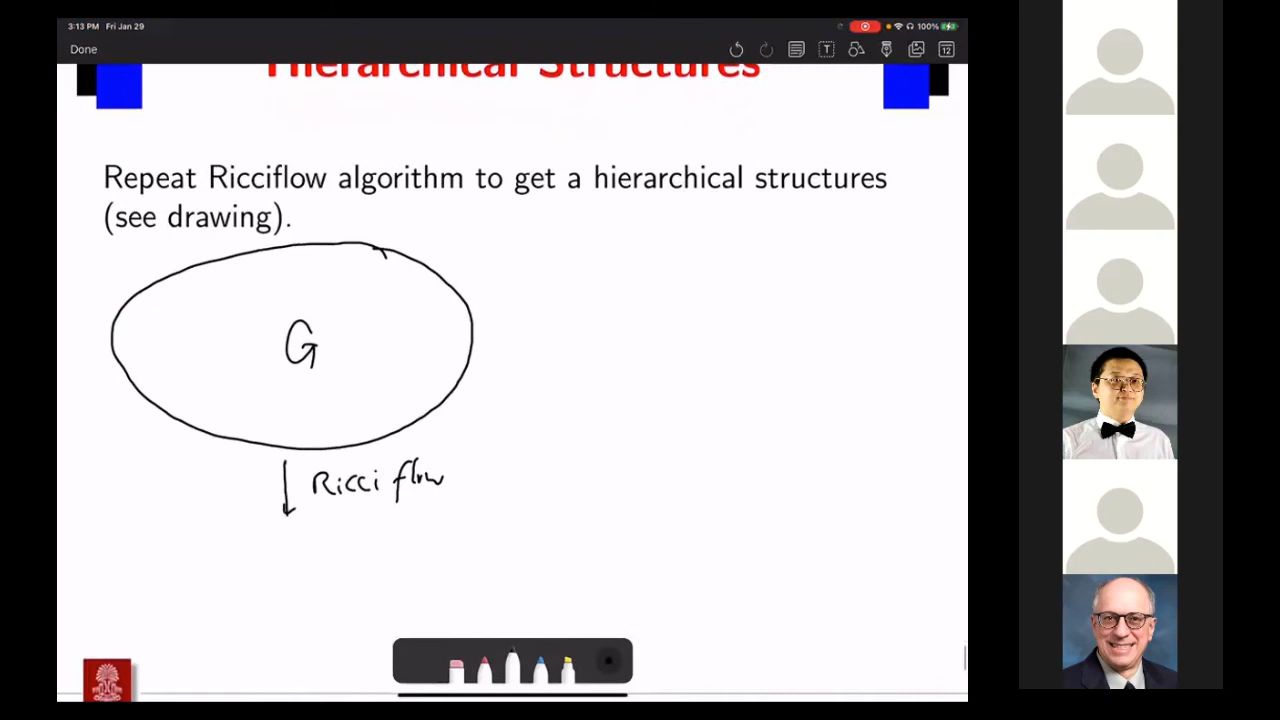 3:13 PM Fri Jan 29
100%
Done
T
12
Hierarchical Structures
Repeat Ricciflow algorithm to get a hierarchical structures
(see drawing).
G
Ricci flow